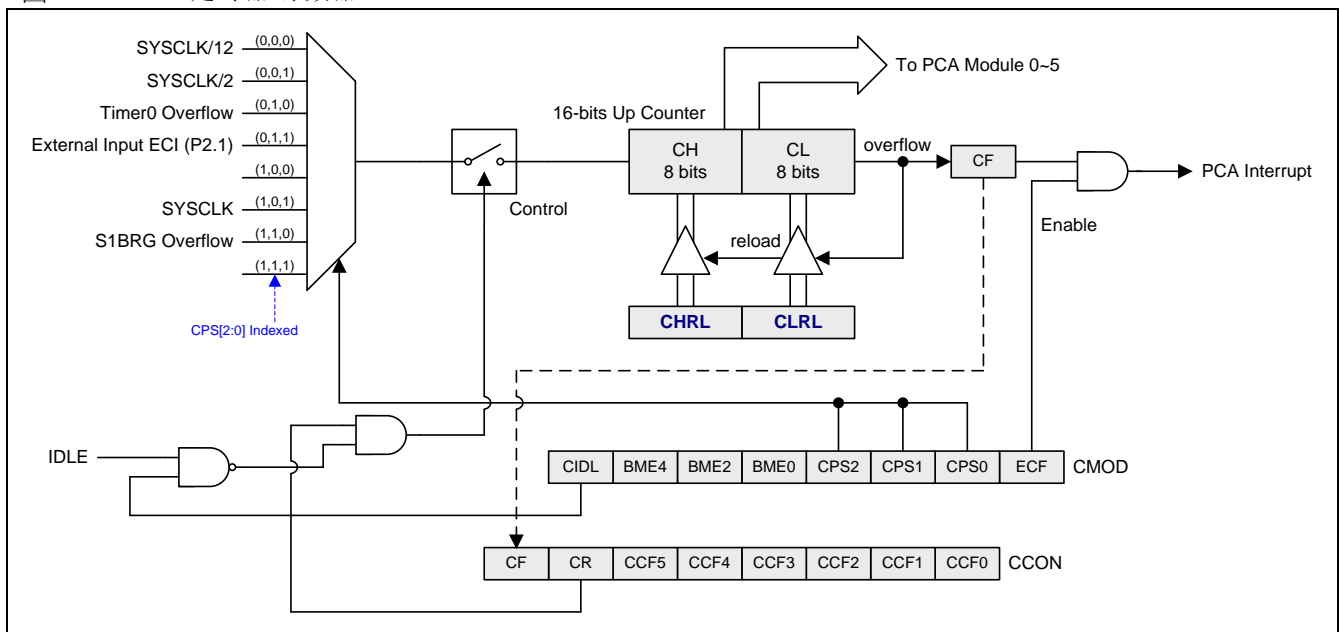 SYSCLK/12 (0,0,0)
SYSCLK/2 (0,0,1)
Timer0 Overflow (0,1,0)
External Input ECI (P2.1) (0,1,1)
(1,0,0)
SYSCLK (1,0,1)
S1BRG Overflow (1,1,0)
(1,1,1)
CPS[2:0] Indexed
Control
16-bits Up Counter
To PCA Module 0~5
CH
8 bits
CL
8 bits
overflow
CF
PCA Interrupt
Enable
reload
CHRL CLRL
IDLE
CIDL BME4 BME2 BME0 CPS2 CPS1 CPS0 ECF CMOD
CF CR CCF5 CCF4 CCF3 CCF2 CCF1 CCF0 CCON